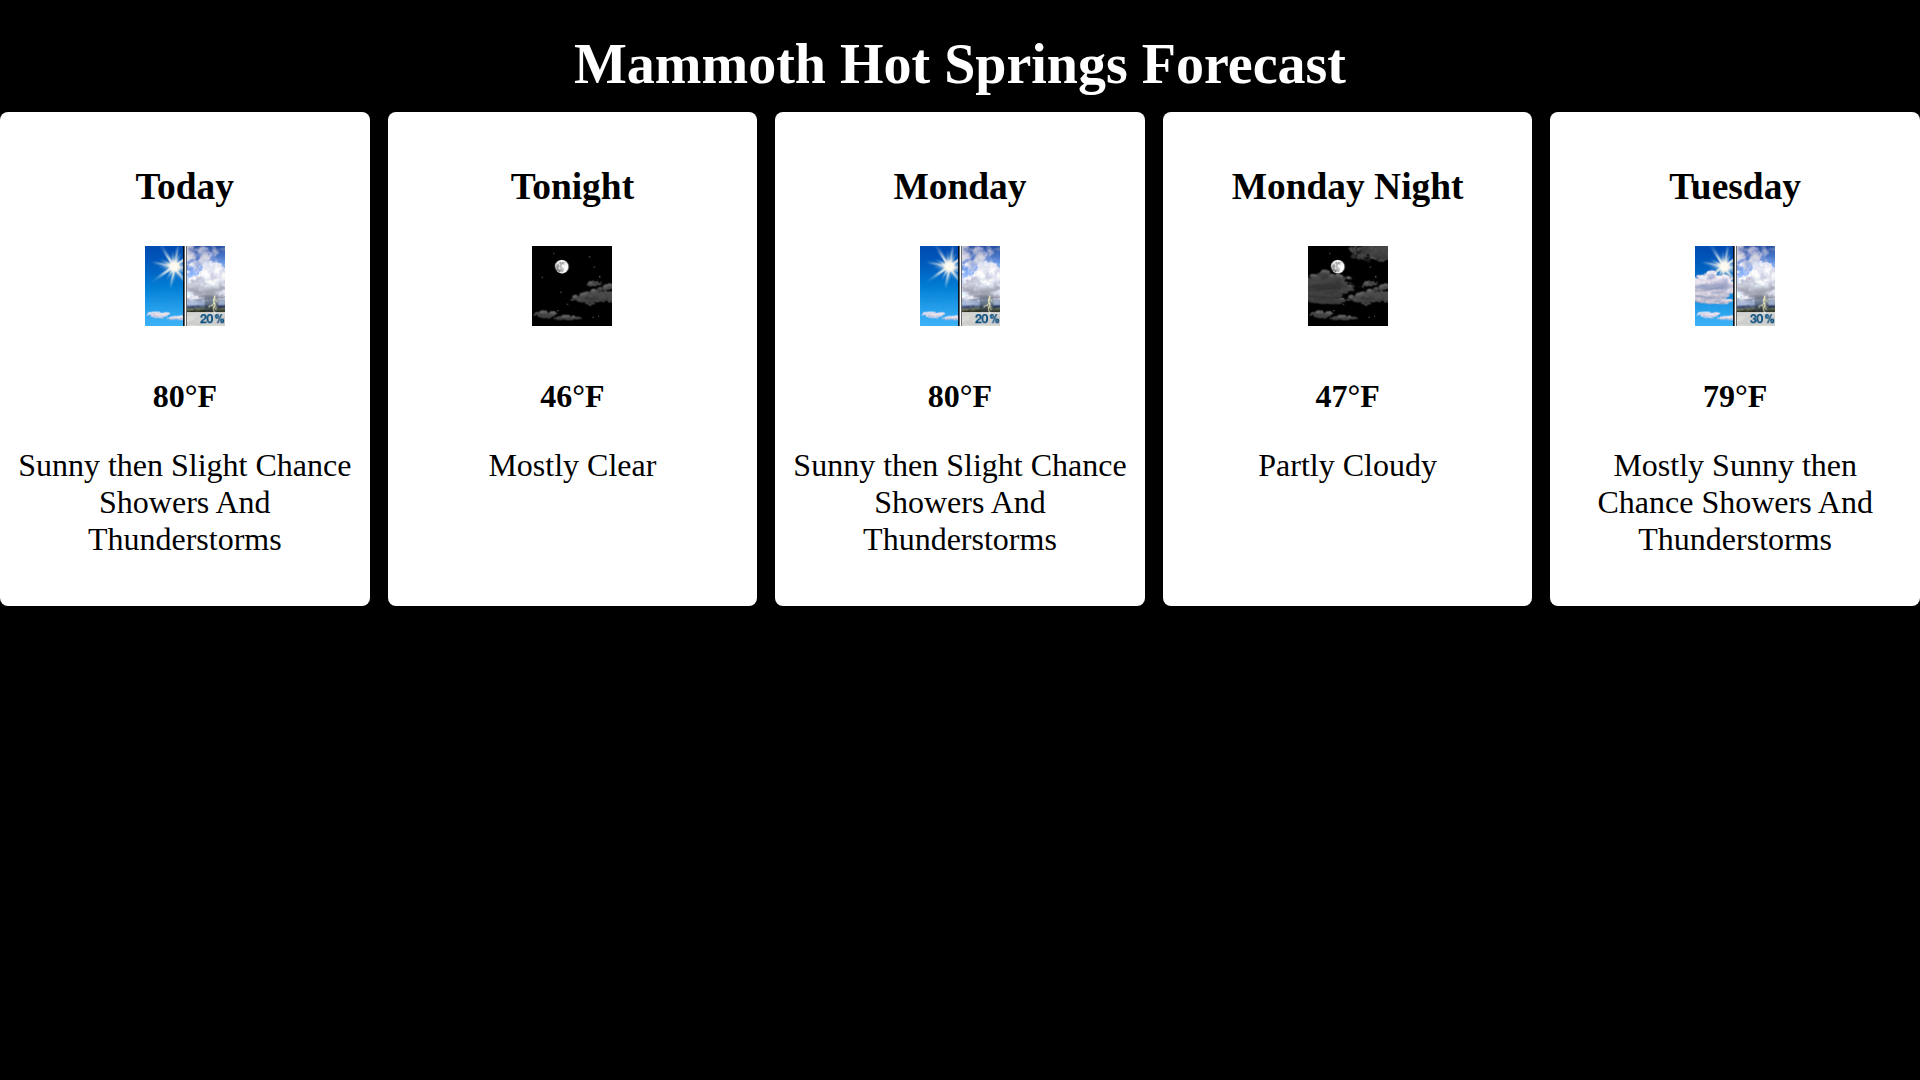 Mammoth Hot Springs Forecast
Today
20%
80°F
Sunny then Slight Chance
Showers And
Thunderstorms
Tonight
46°F
Mostly Clear
Monday
20%
80°F
Sunny then Slight Chance
Showers And
Thunderstorms
Monday Night
47°F
Partly Cloudy
Tuesday
30%
79°F
Mostly Sunny then
Chance Showers And
Thunderstorms